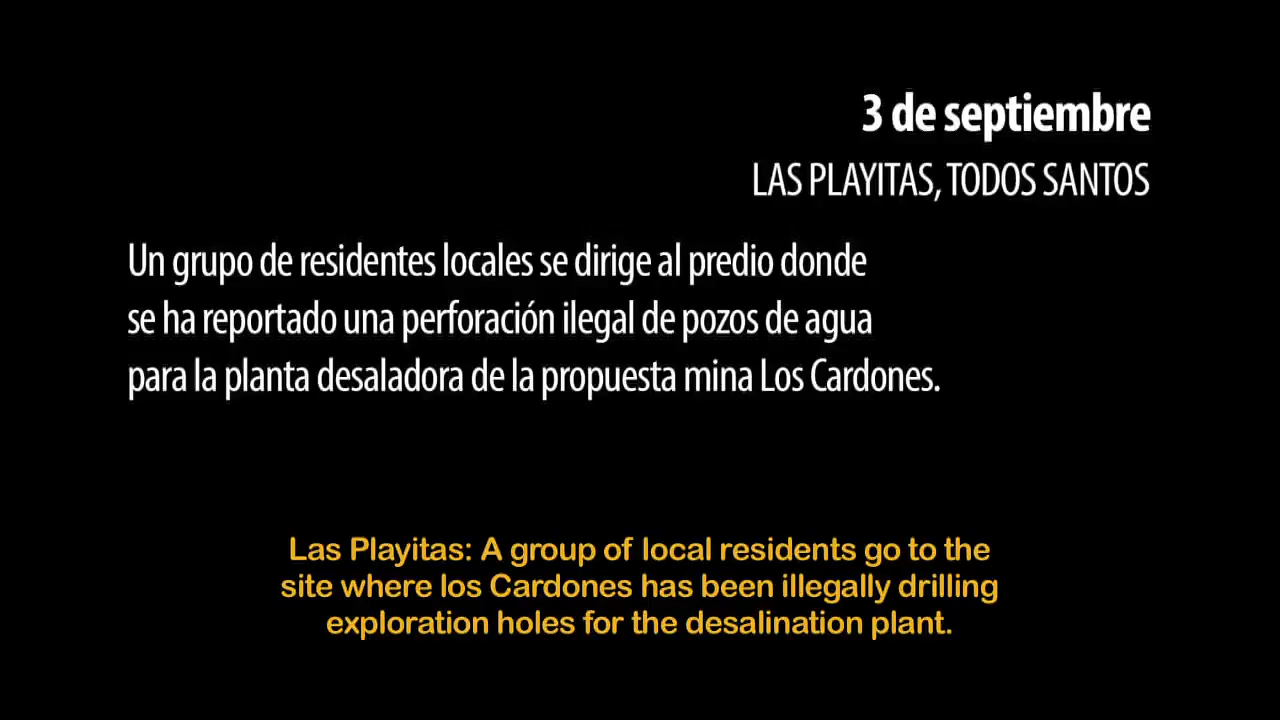 3 de septiembre
LAS PLAYITAS, TODOS SANTOS
Un grupo de residentes locales se dirige al predio donde
se ha reportado una perforación ilegal de pozos de agua
para la planta desaladora de la propuesta mina Los Cardones.
Las Playitas: A group of local residents go to the
site where los Cardones has been illegally drilling
exploration holes for the desalination plant.